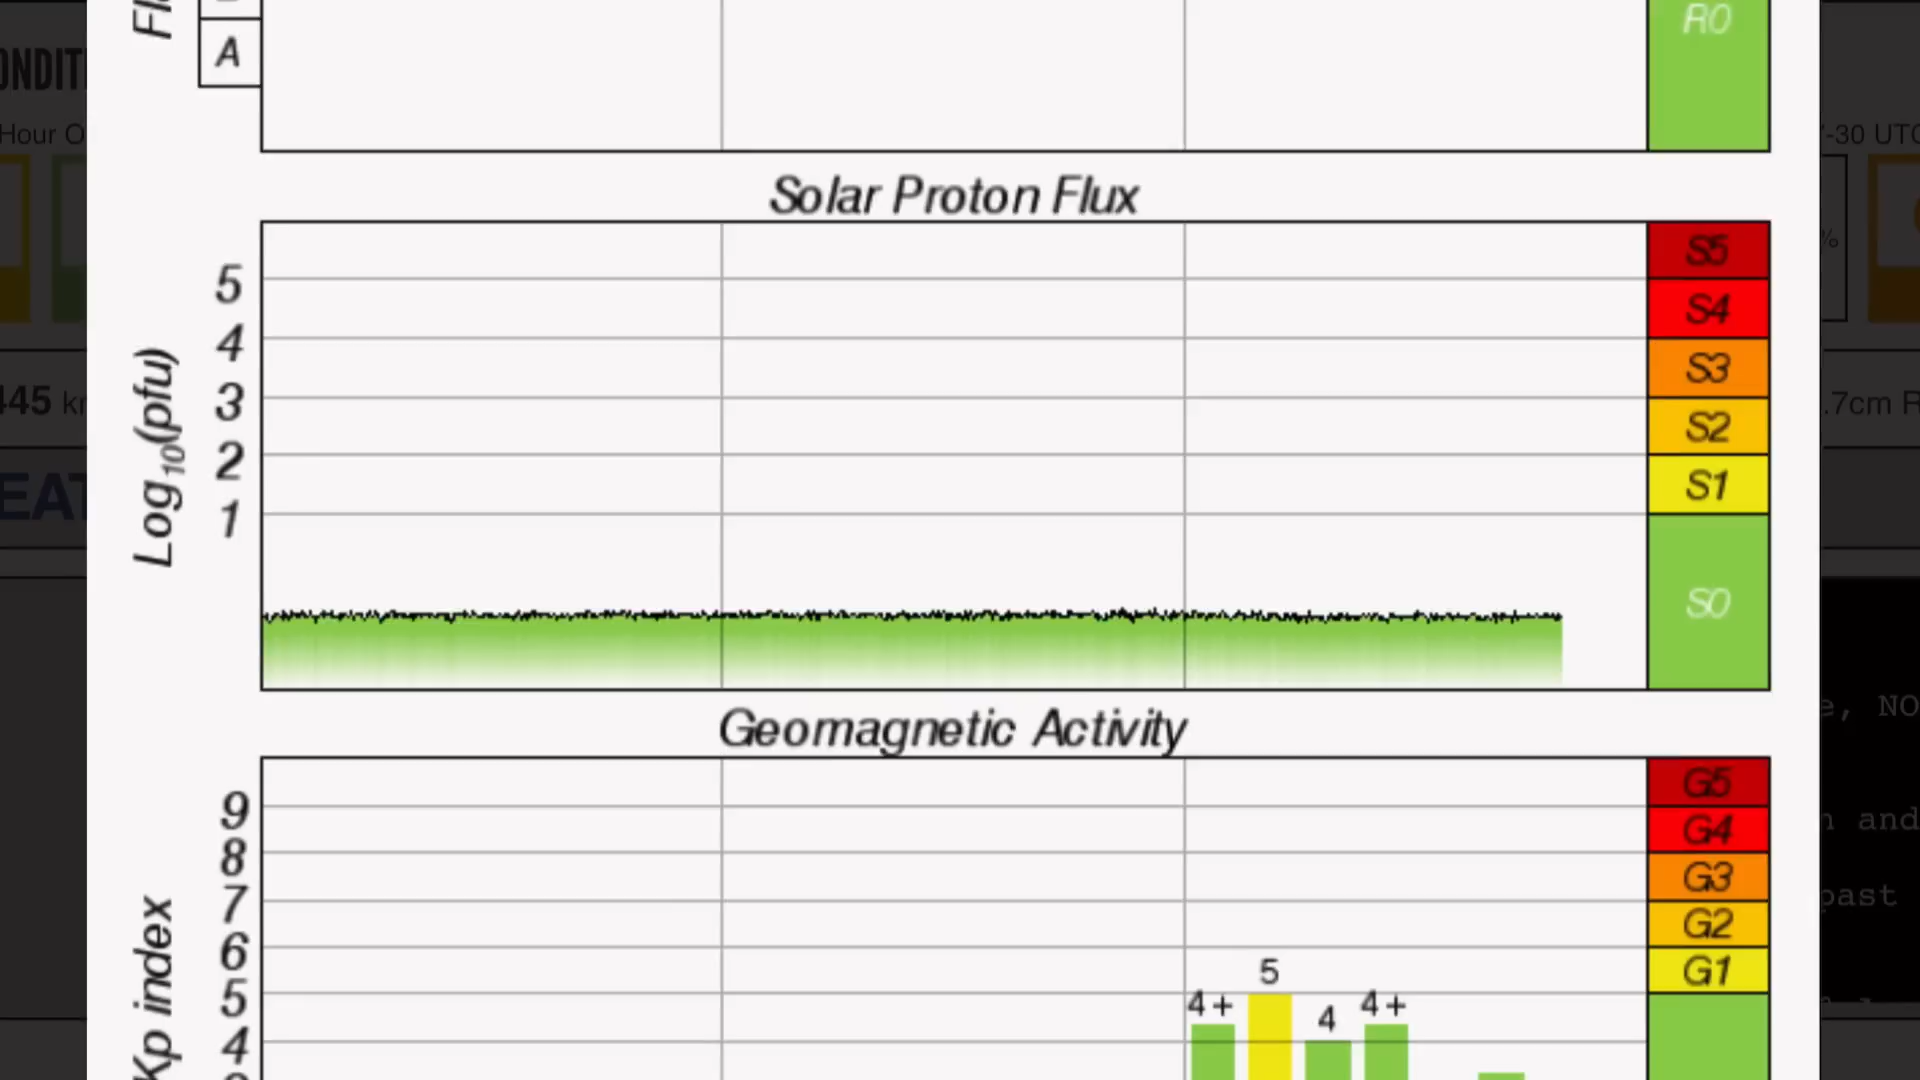 R0
A
Hour
-30 UTC
Solar Proton Flux
5
4
3
2
1
Log10(pfu)
S5
S4
S3
S2
S1
S0
445
%
.7cm
Geomagnetic Activity
9
8
7
6
5
4
Kp index
G5
G4
G3
G2
G1
4+
5
4
4+
and
past